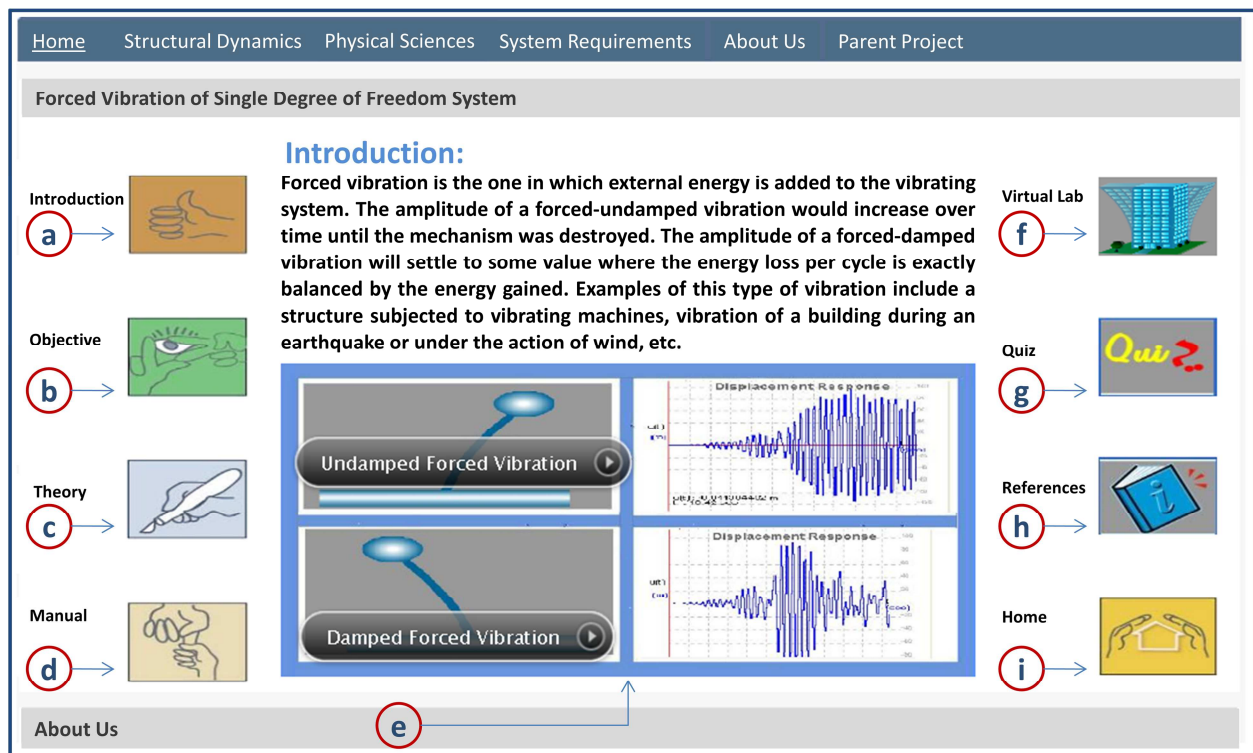 Home Structural Dynamics Physical Sciences System Requirements About Us Parent Project
Forced Vibration of Single Degree of Freedom System
Introduction
a
Objective
b
Theory
c
Manual
d
Introduction:
Forced vibration is the one in which external energy is added to the vibrating
system. The amplitude of a forced-undamped vibration would increase over
time until the mechanism was destroyed. The amplitude of a forced-damped
vibration will settle to some value where the energy loss per cycle is exactly
balanced by the energy gained. Examples of this type of vibration include a
structure subjected to vibrating machines, vibration of a building during an
earthquake or under the action of wind, etc.
Undamped Forced Vibration
Displacement Response
Damped Forced Vibration
Displacement Response
u(t)
e
Virtual Lab
f
Quiz
g
Qui?
References
h
i
Home
i
About Us